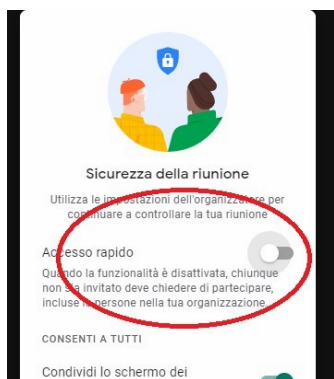 Sicurezza della riunione
Utilizza le impostazioni dell'organizzatore per
continuare a controllare la tua riunione
Accesso rapido
Quando la funzionalità è disattivata, chiunque
non sia invitato deve chiedere di partecipare,
incluse le persone nella tua organizzazione.
CONSENTI A TUTTI
Condividi lo schermo dei